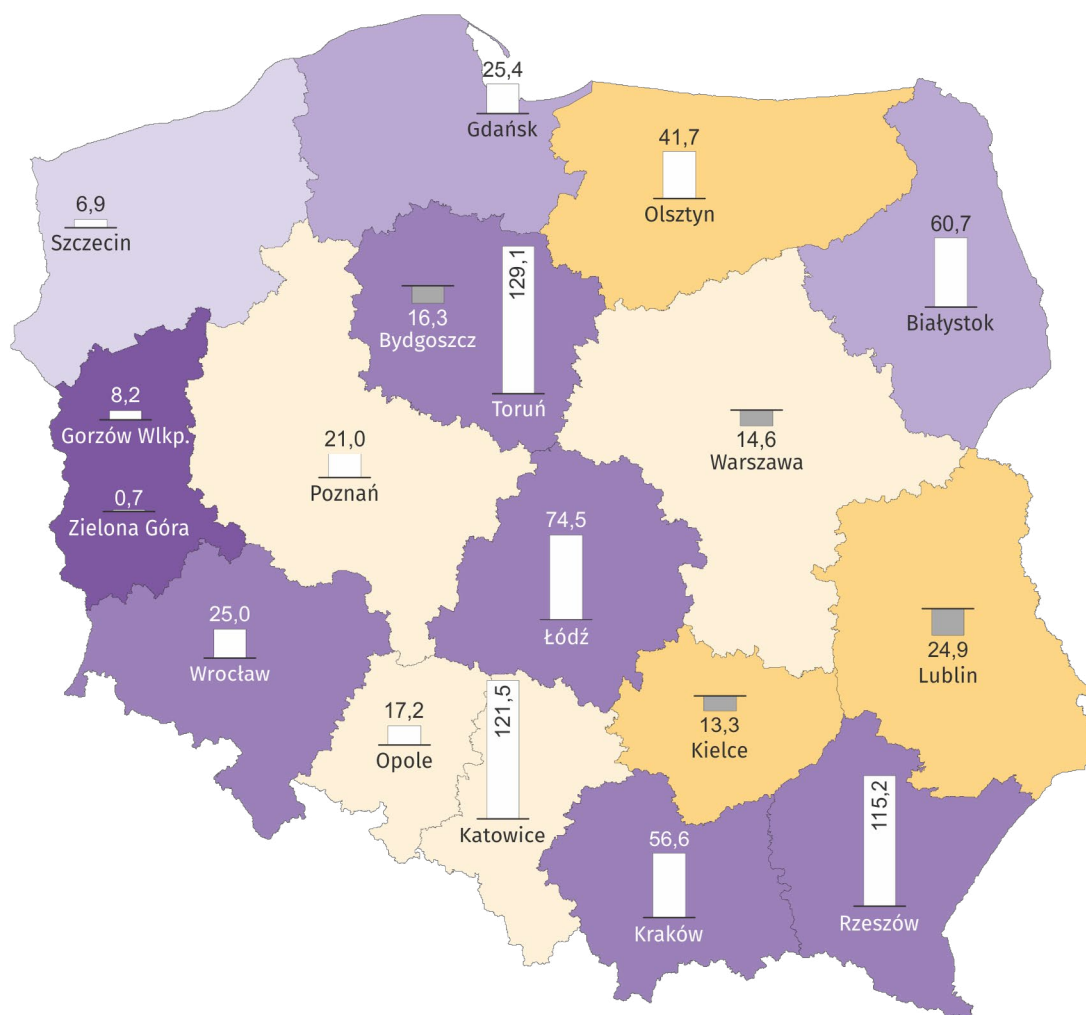 25,4
Gdańsk
41,7
Olsztyn
6,9
Szczecin
60,7
Białystok
129,1
Toruń
16,3
Bydgoszcz
8,2
Gorzów Wlkp.
0,7
Zielona Góra
21,0
Poznań
14,6
Warszawa
74,5
Łódź
25,0
Wrocław
24,9
Lublin
17,2
Opole
121,5
Katowice
13,3
Kielce
56,6
Kraków
115,2
Rzeszów